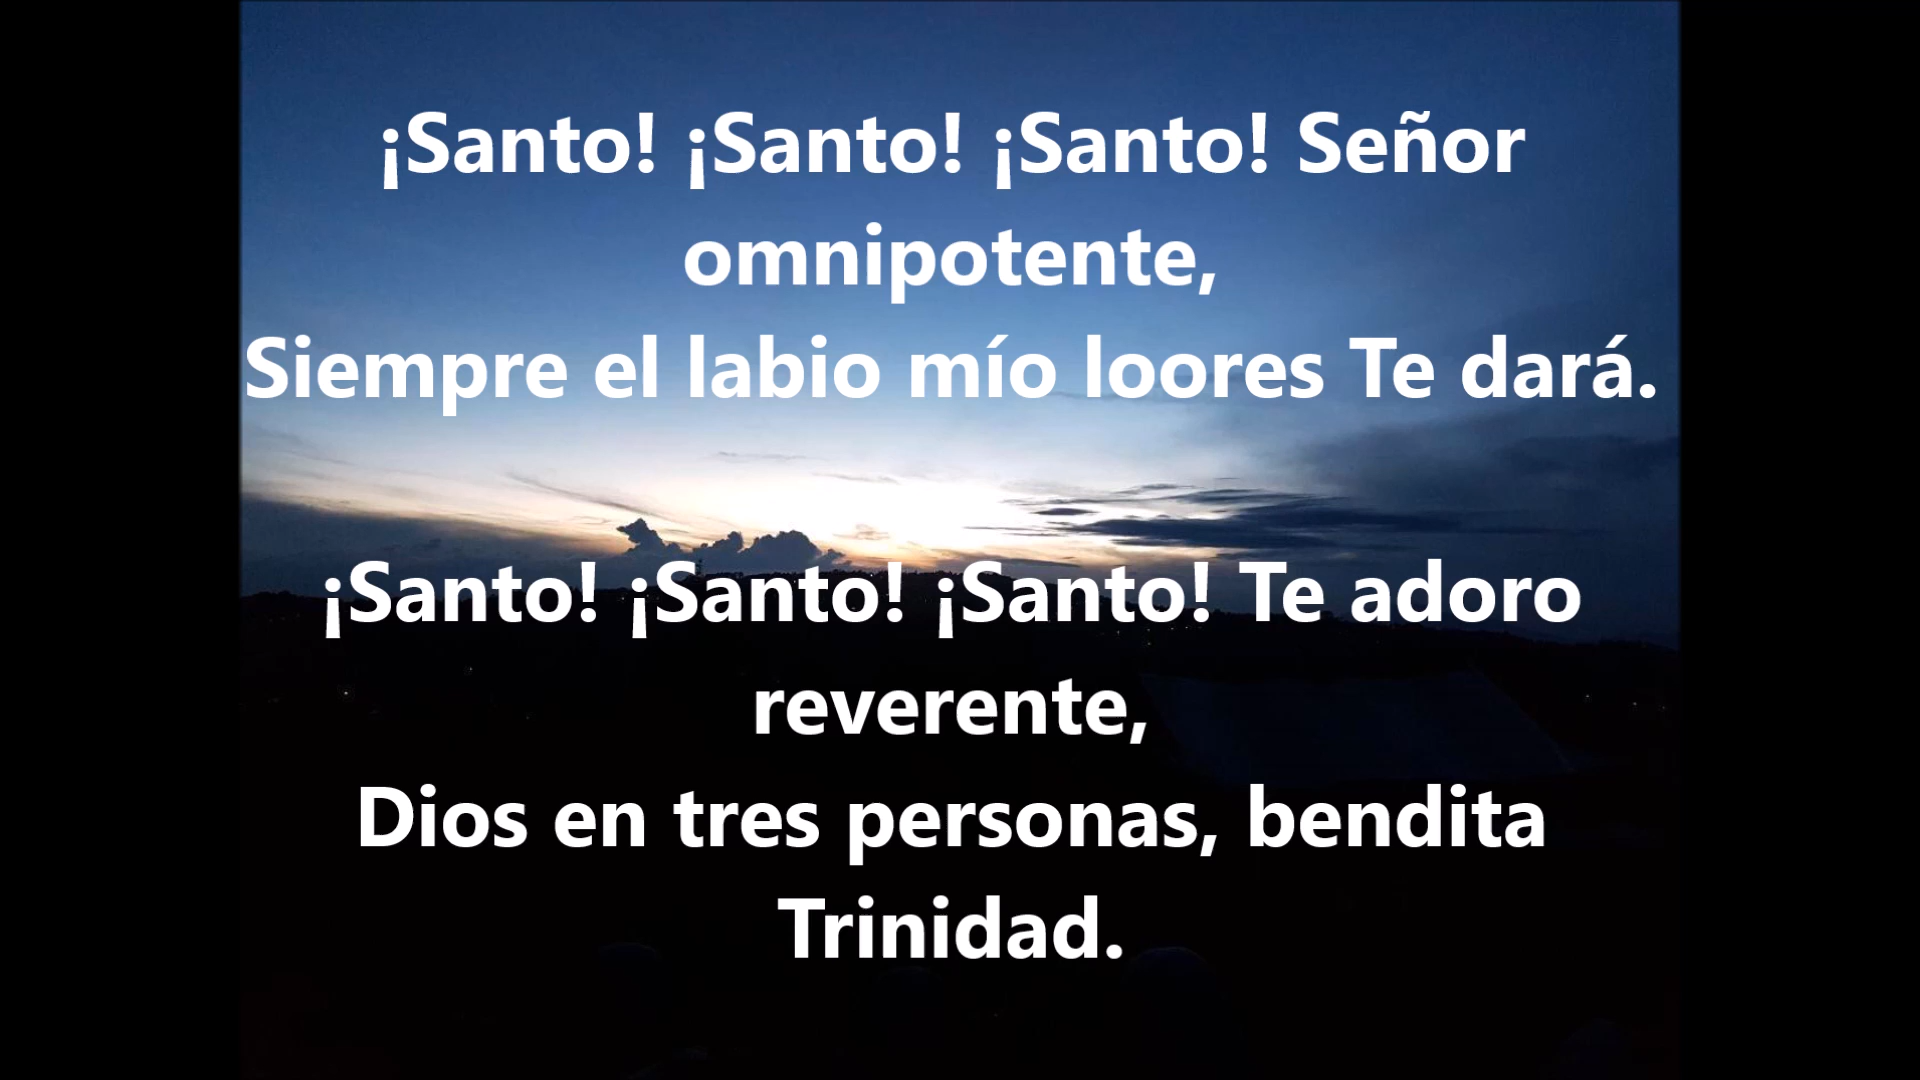 ¡Santo! ¡Santo! ¡Santo! Señor
omnipotente,
Siempre el labio mío loores Te dará.
¡Santo! ¡Santo! ¡Santo! Te adoro
reverente,
Dios en tres personas, bendita
Trinidad.